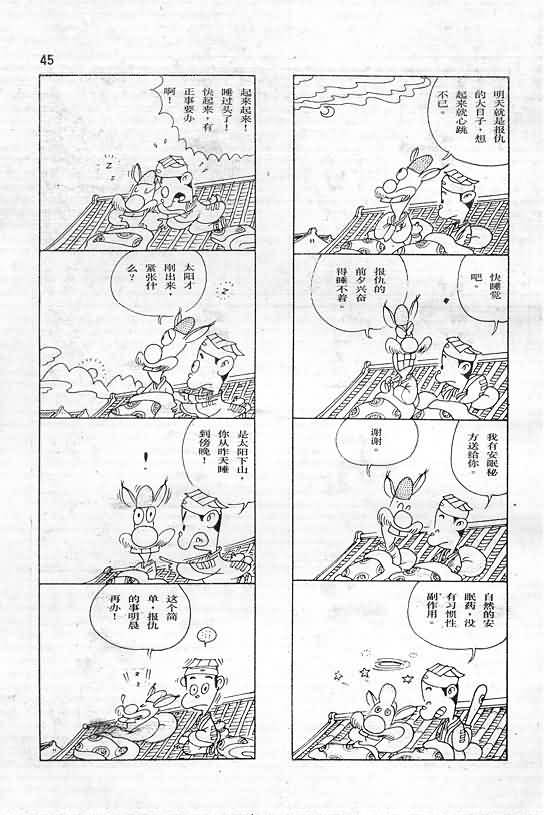 45
明天就是报仇
的大日子，想
起来就心跳
不已。
快睡觉
吧。
报仇的
前夕兴奋
得睡不着。
我有安眠秘
方送给你。
谢谢。
自然的安
眠药，没
有习惯性
副作用。
起来起来！
睡过头了！
快起来，有
正事要办
啊！
z
z
太阳才
刚出来，
紧张什
么？
是太阳下山，
你从昨天睡
到傍晚！
!
这个简
单，报仇
的事明晨
再办！
z
z